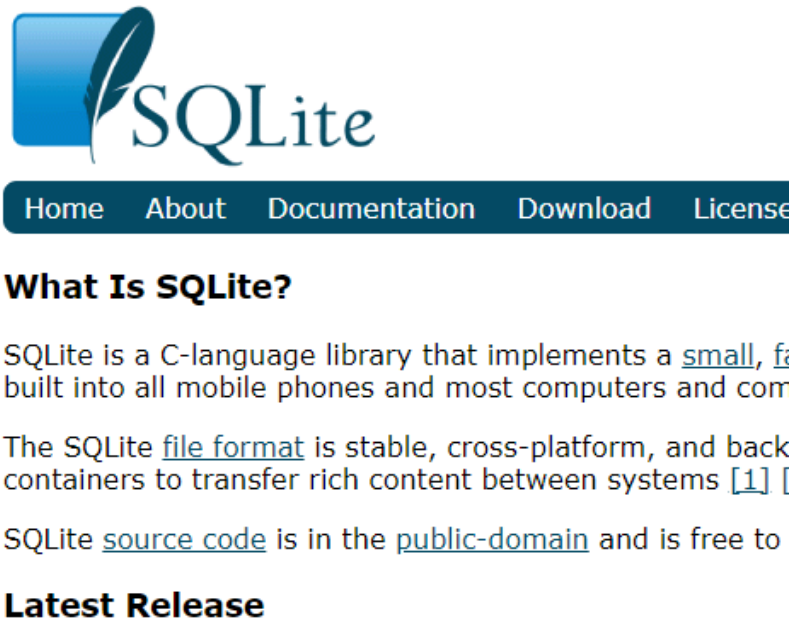 SQLite
Home About Documentation Download License
What Is SQLite?
SQLite is a C-language library that implements a small,
built into all mobile phones and most computers and
The SQLite file format is stable, cross-platform, and
containers to transfer rich content between systems [1]
SQLite source code is in the public-domain and is free to
Latest Release